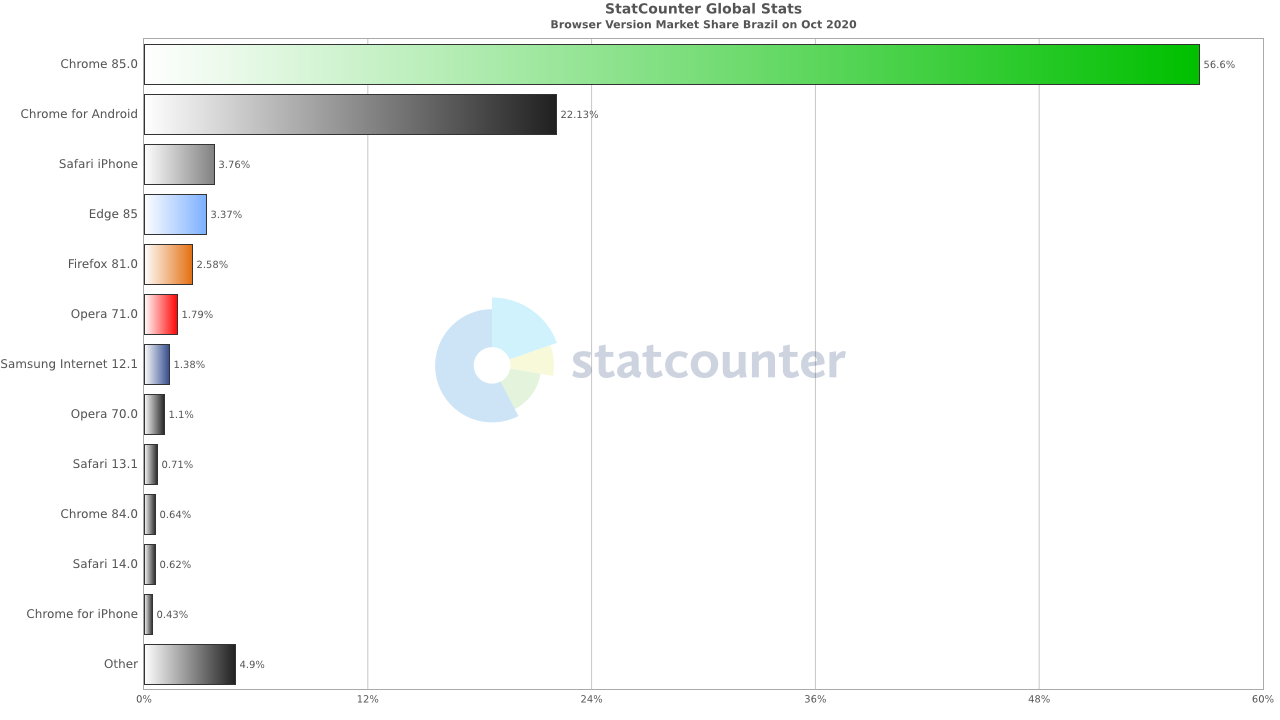 StatCounter Global Stats
Browser Version Market Share Brazil on Oct 2020
Chrome 85.0 56.6%
Chrome for Android 22.13%
Safari iPhone 3.76%
Edge 85 3.37%
Firefox 81.0 2.58%
Opera 71.0 1.79%
Samsung Internet 12.1 1.38%
statcounter
Opera 70.0 1.1%
Safari 13.1 0.71%
Chrome 84.0 0.64%
Safari 14.0 0.62%
Chrome for iPhone 0.43%
Other 4.9%
0% 12% 24% 36% 48% 60%